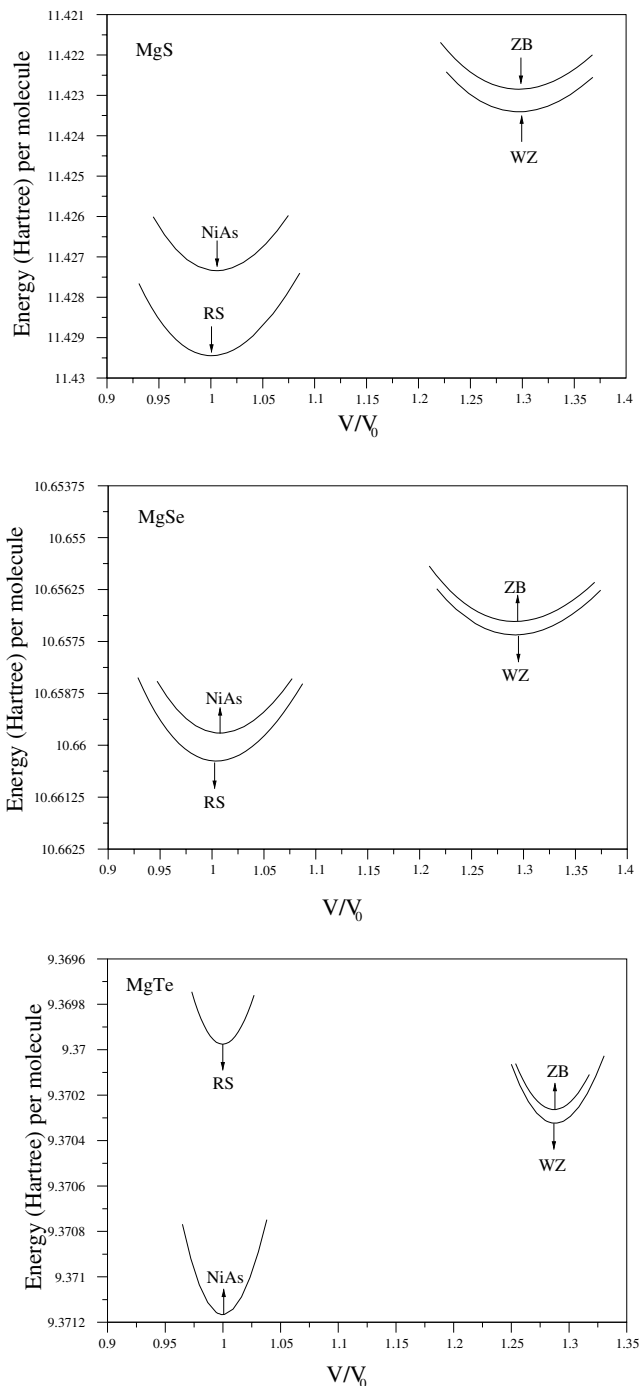 11.421
MgS
ZB
11.422
11.423
11.424
WZ
11.425
11.426
NiAs
11.427
RS
11.428
11.429
11.43
0.9 0.95 1 1.05 1.1 1.15 1.2 1.25 1.3 1.35 1.4
V/V0
Energy (Hartree) per molecule
10.65375
MgSe
10.655
10.65625
ZB
10.6575
WZ
10.65875
NiAs
10.66
10.66125
RS
10.6625
0.9 0.95 1 1.05 1.1 1.15 1.2 1.25 1.3 1.35 1.4
V/V0
Energy (Hartree) per molecule
9.3696
MgTe
9.3698
9.37
RS
ZB
9.3702
9.3704
WZ
9.3706
9.3708
NiAs
9.371
9.3712
0.9 0.95 1 1.05 1.1 1.15 1.2 1.25 1.3 1.35
V/V0
Energy (Hartree) per molecule